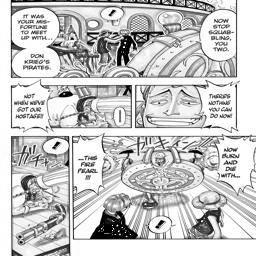 NOW STOP
SQUAB-
BLING,
YOU
TWO.
IT WAS
YOUR MIS-
FORTUNE
TO MEET
UP WITH...
DON
KRIEG'S
PIRATES.
THERE'S
NOTHING
YOU CAN
DO NOW!
NOT
WHEN WE'VE
GOT OUR
HOSTAGE!!
NOW
BURN
AND
DIE
WITH...
...THIS
FIRE
PEARL
!!!
!
!